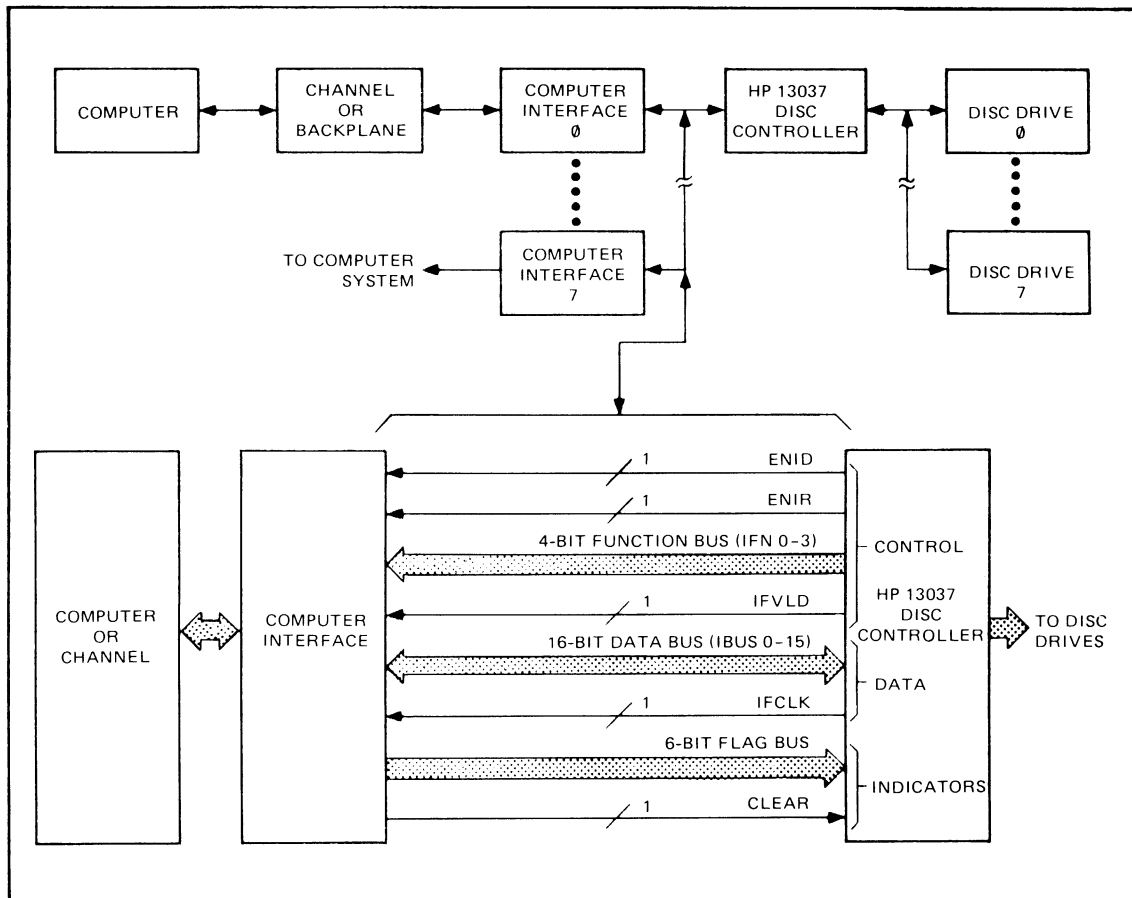 COMPUTER
CHANNEL
OR
BACKPLANE
COMPUTER
INTERFACE
Ø
HP 13037
DISC
CONTROLLER
DISC DRIVE
Ø
TO COMPUTER
SYSTEM
COMPUTER
INTERFACE
7
DISC DRIVE
7
COMPUTER
OR
CHANNEL
COMPUTER
INTERFACE
1 ENID
1 ENIR
4-BIT FUNCTION BUS (IFN 0-3)
1 IFVLD
16-BIT DATA BUS (IBUS 0-15)
1 IFCLK
6-BIT FLAG BUS
1 CLEAR
CONTROL
HP 13037
DISC
CONTROLLER
DATA
INDICATORS
TO DISC
DRIVES